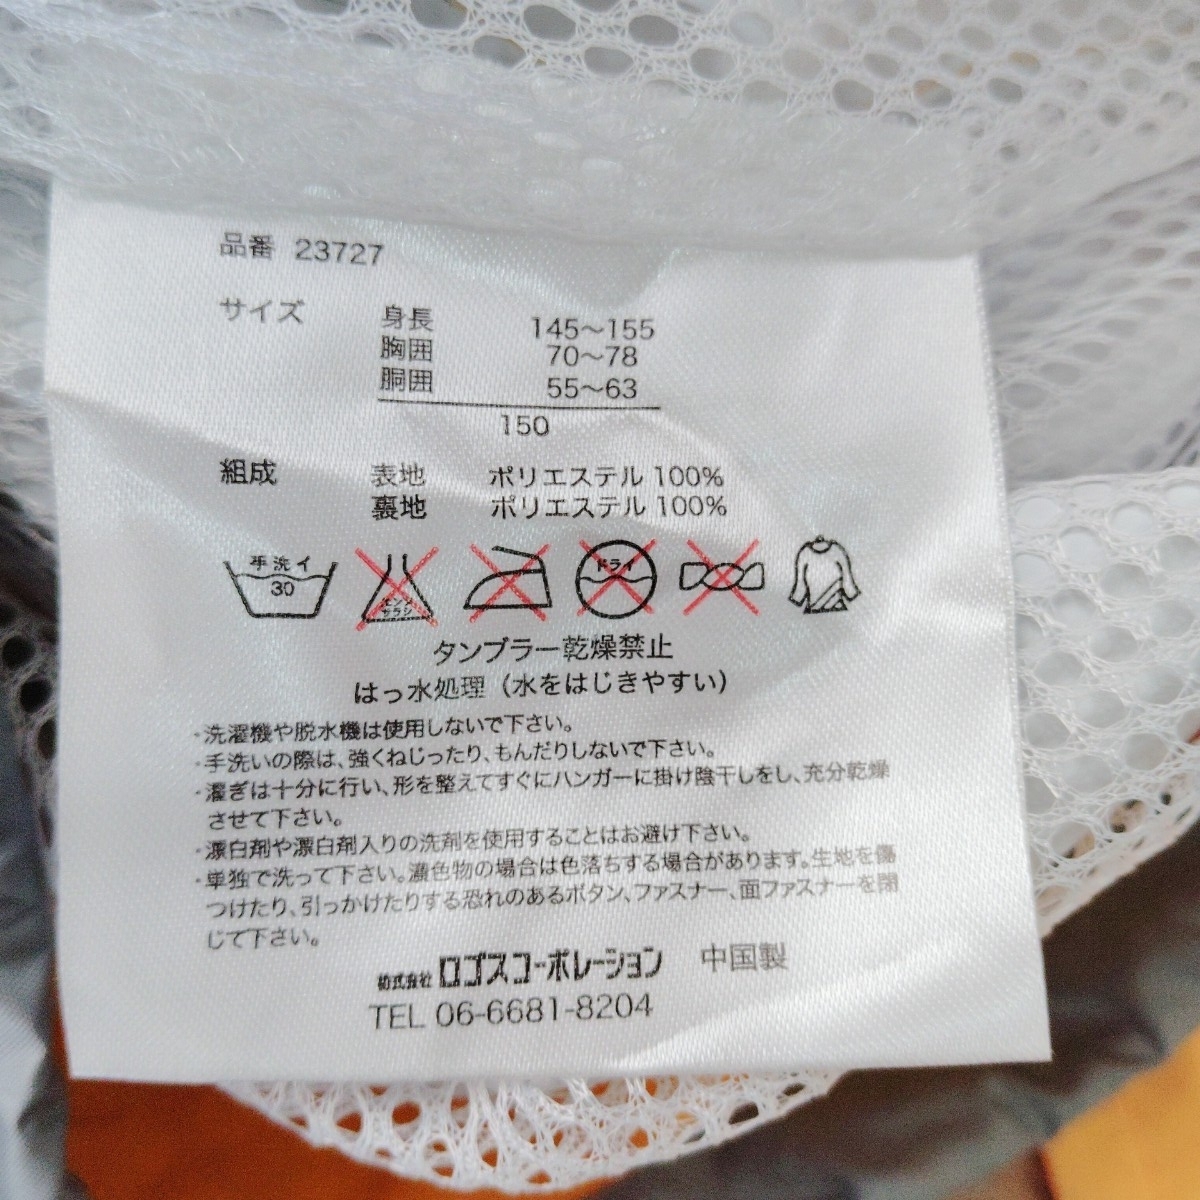 品番 23727
サイズ 身長 145〜155
胸囲 70〜78
胴囲 55〜63
150
組成 表地 ポリエステル 100%
裏地 ポリエステル 100%
手洗イ 30 エンソサラシ ドライ
タンブラー乾燥禁止
はっ水処理（水をはじきやすい）
・洗濯機や脱水機は使用しないで下さい。
・手洗いの際は、強くねじったり、もんだりしないで下さい。
・濯ぎは十分に行い、形を整えてすぐにハンガーに掛け陰干しをし、充分乾燥
させて下さい。
・漂白剤や漂白剤入りの洗剤を使用することはお避け下さい。
・単独で洗って下さい。濃色物の場合は色落ちする場合があります。生地を傷
つけたり、引っかけたりする恐れのあるボタン、ファスナー、面ファスナーを閉
じて下さい。
株式会社 ロゴスコーポレーション 中国製
TEL 06-6681-8204